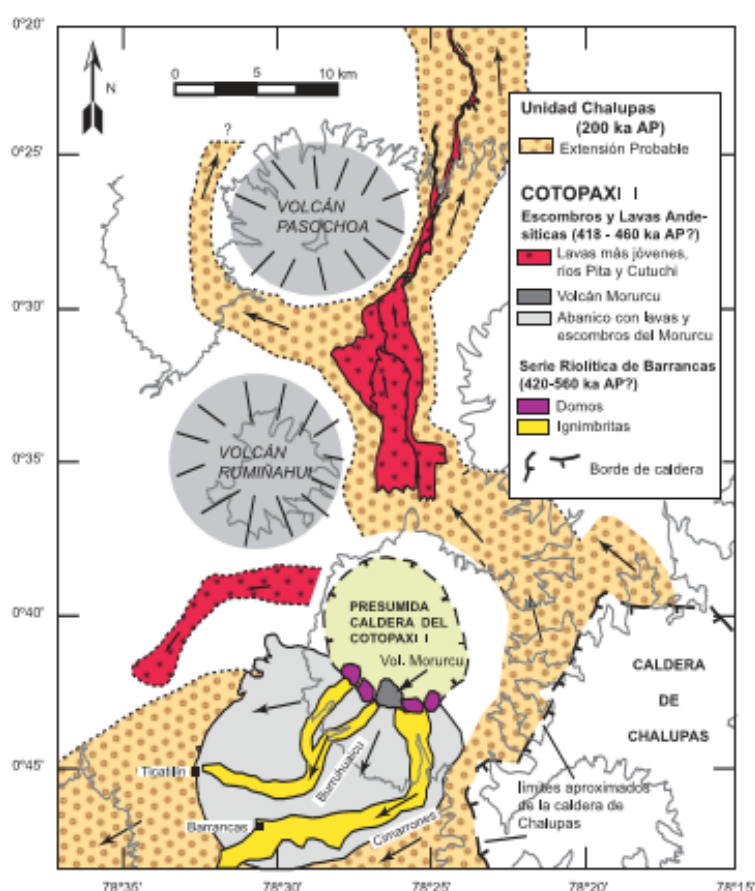 0°20'
0°25'
0°30'
0°35'
0°40'
0°45'
N
0 5 10 km
?
VOLCÁN
PASOCHOA
VOLCÁN
RUMIÑAHUI
Unidad Chalupas
(200 ka AP)
Extensión Probable
COTOPAXI I
Escombros y Lavas Ande-
siticas (418 - 460 ka AP?)
Lavas más jóvenes,
ríos Pita y Cutuchi
Volcán Morurcu
Abanico con lavas y
escombros del Morurcu
Serie Riolítica de Barrancas
(420-560 ka AP?)
Domos
Ignimbritas
Borde de caldera
PRESUMIDA
CALDERA DEL
COTOPAXI I
Vol. Morurcu
CALDERA
DE
CHALUPAS
Ticatilín
Burruhuaicu
Barrancas
Cimarrones
límites aproximados
de la caldera de
Chalupas
78°35' 78°30' 78°25' 78°20' 78°15'